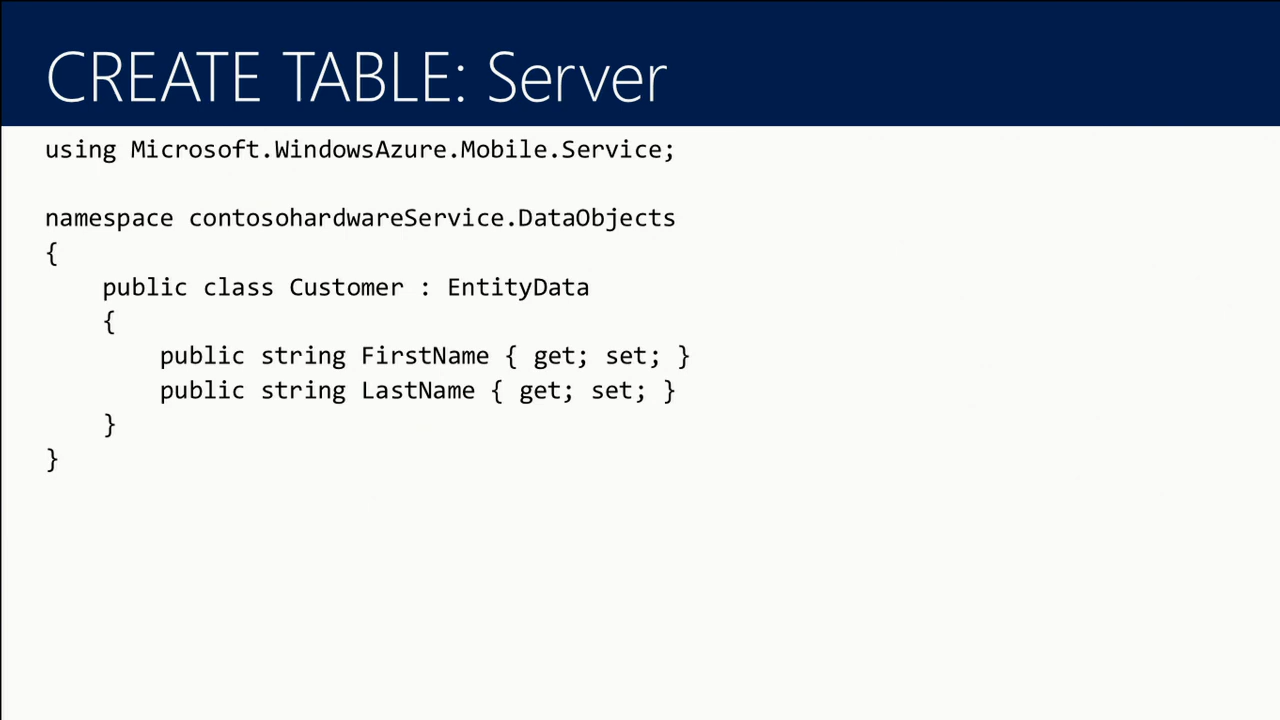 CREATE TABLE: Server
using Microsoft.WindowsAzure.Mobile.Service;
namespace contosohardwareService.DataObjects
{
    public class Customer : EntityData
    {
        public string FirstName { get; set; }
        public string LastName { get; set; }
    }
}